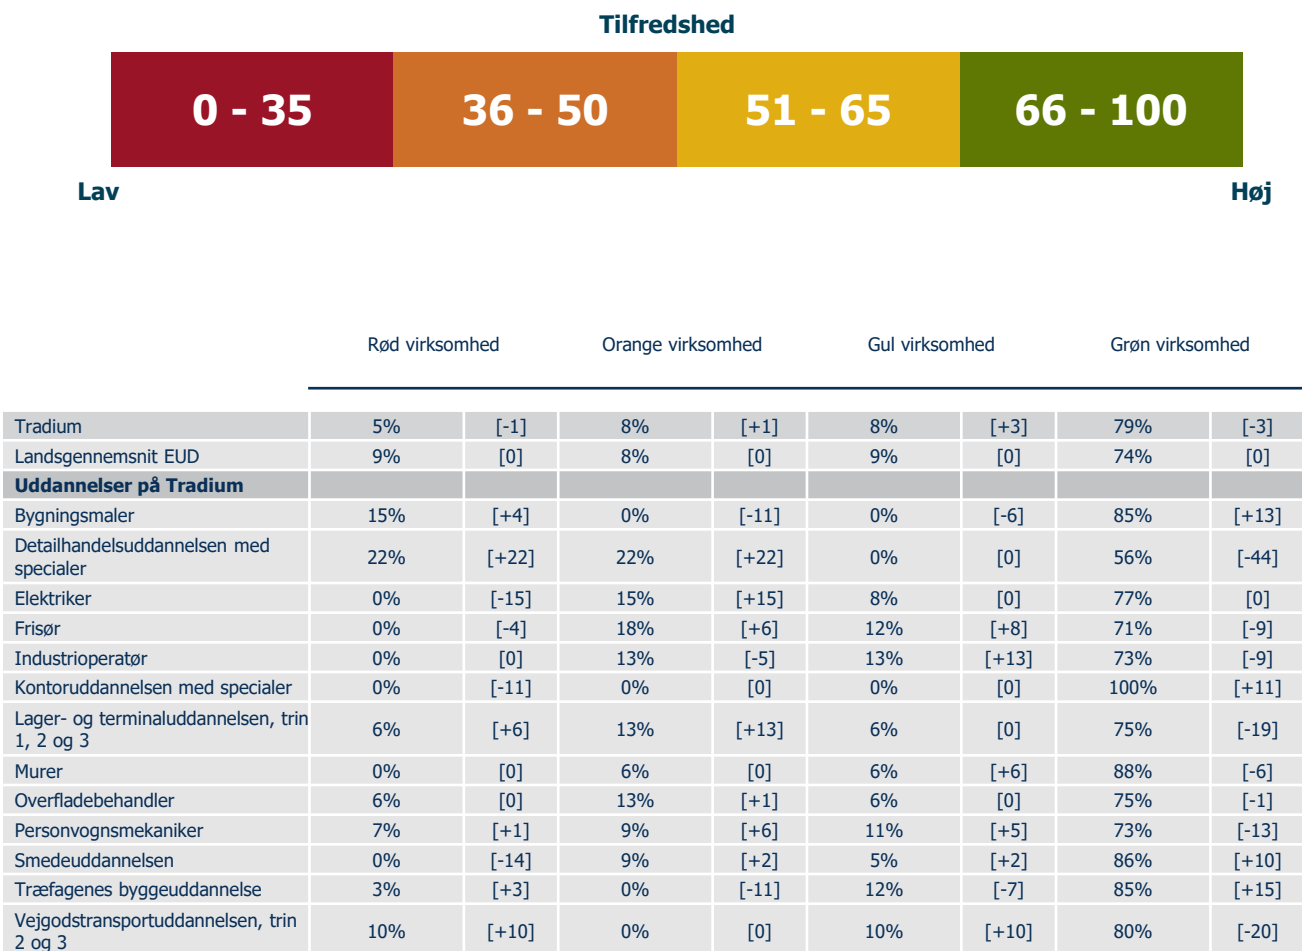 Tilfredshed
0 - 35 36 - 50 51 - 65 66 - 100
Lav Høj
Rød virksomhed Orange virksomhed Gul virksomhed Grøn virksomhed
Tradium 5% [-1] 8% [+1] 8% [+3] 79% [-3]
Landsgennemsnit EUD 9% [0] 8% [0] 9% [0] 74% [0]
Uddannelser på Tradium
Bygningsmaler 15% [+4] 0% [-11] 0% [-6] 85% [+13]
Detailhandelsuddannelsen med
specialer 22% [+22] 22% [+22] 0% [0] 56% [-44]
Elektriker 0% [-15] 15% [+15] 8% [0] 77% [0]
Frisør 0% [-4] 18% [+6] 12% [+8] 71% [-9]
Industrioperatør 0% [0] 13% [-5] 13% [+13] 73% [-9]
Kontoruddannelsen med specialer 0% [-11] 0% [0] 0% [0] 100% [+11]
Lager- og terminaluddannelsen, trin
1, 2 og 3 6% [+6] 13% [+13] 6% [0] 75% [-19]
Murer 0% [0] 6% [0] 6% [+6] 88% [-6]
Overfladebehandler 6% [0] 13% [+1] 6% [0] 75% [-1]
Personvognsmekaniker 7% [+1] 9% [+6] 11% [+5] 73% [-13]
Smedeuddannelsen 0% [-14] 9% [+2] 5% [+2] 86% [+10]
Træfagenes byggeuddannelse 3% [+3] 0% [-11] 12% [-7] 85% [+15]
Vejgodstransportuddannelsen, trin
2 og 3 10% [+10] 0% [0] 10% [+10] 80% [-20]